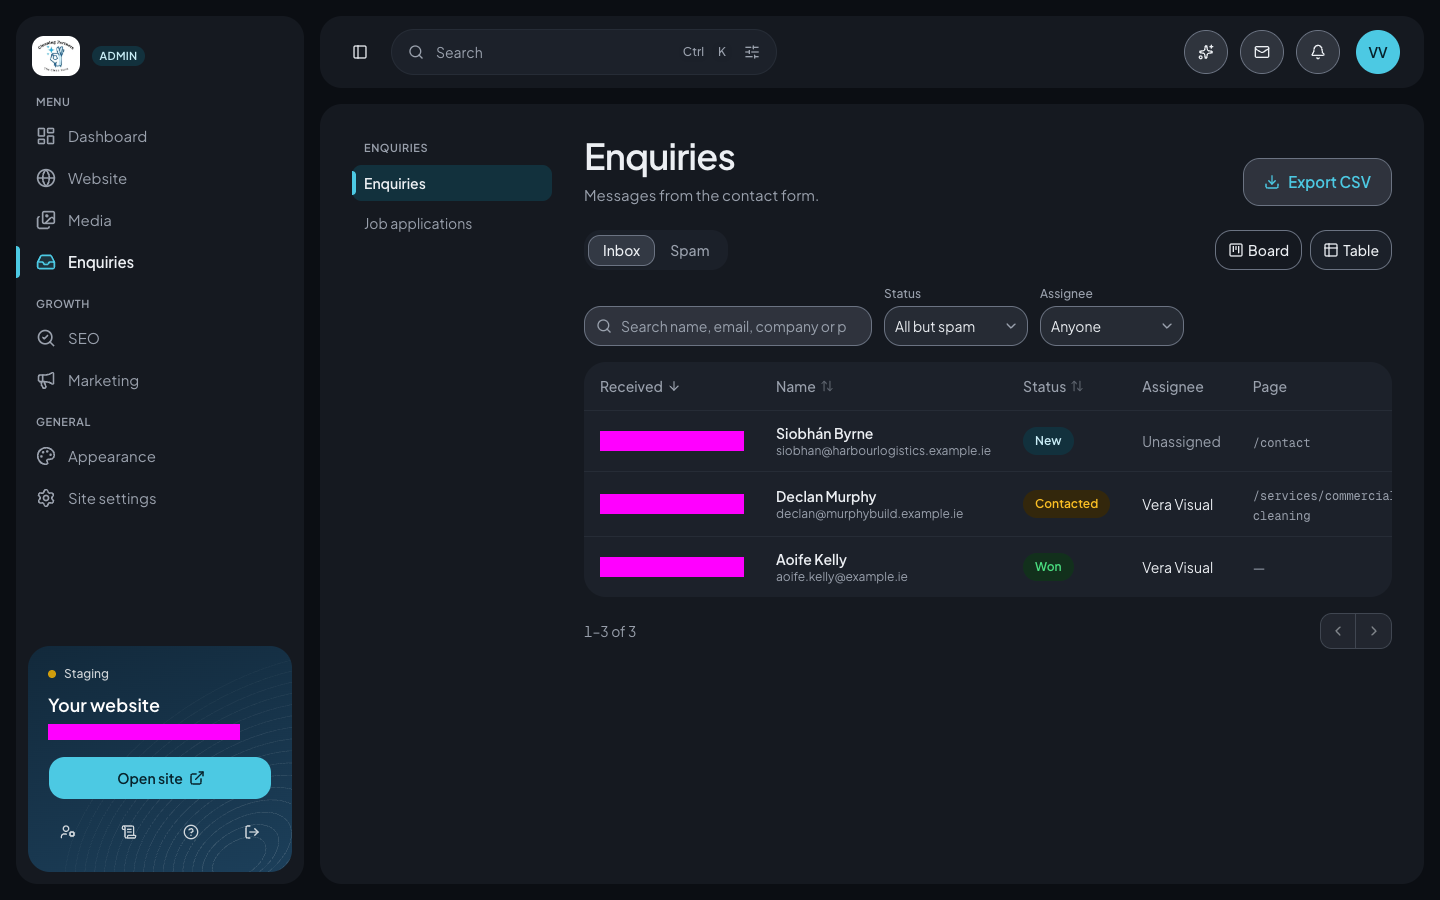 ADMIN
MENU
Dashboard
Website
Media
Enquiries
GROWTH
SEO
Marketing
GENERAL
Appearance
Site settings
Staging
Your website
Open site
Search
Ctrl K
VV
ENQUIRIES
Enquiries
Job applications
Enquiries
Messages from the contact form.
Export CSV
Inbox
Spam
Board
Table
Status
Assignee
Search name, email, company or p
All but spam
Anyone
Received
Name
Status
Assignee
Page
Siobhán Byrne
siobhan@harbourlogistics.example.ie
New
Unassigned
/contact
Declan Murphy
declan@murphybuild.example.ie
Contacted
Vera Visual
/services/commercial
cleaning
Aoife Kelly
aoife.kelly@example.ie
Won
Vera Visual
—
1–3 of 3